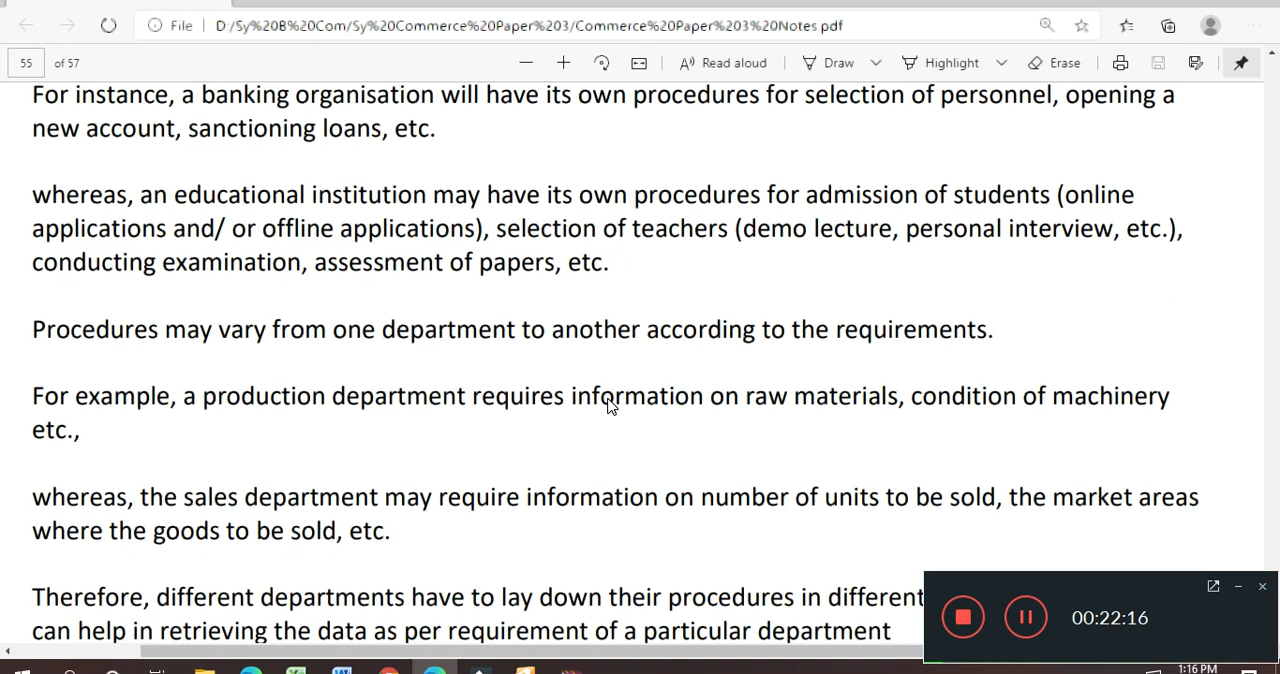 File D:/Sy%20B%20Com/Sy%20Commerce%20Paper%203/Commerce%20Paper%203%20Notes pdf
55 of 57 Read aloud Draw Highlight Erase
For instance, a banking organisation will have its own procedures for selection of personnel, opening a
new account, sanctioning loans, etc.
whereas, an educational institution may have its own procedures for admission of students (online
applications and/ or offline applications), selection of teachers (demo lecture, personal interview, etc.),
conducting examination, assessment of papers, etc.
Procedures may vary from one department to another according to the requirements.
For example, a production department requires information on raw materials, condition of machinery
etc.,
whereas, the sales department may require information on number of units to be sold, the market areas
where the goods to be sold, etc.
Therefore, different departments have to lay down their procedures in different
can help in retrieving the data as per requirement of a particular department
00:22:16
1:16 PM